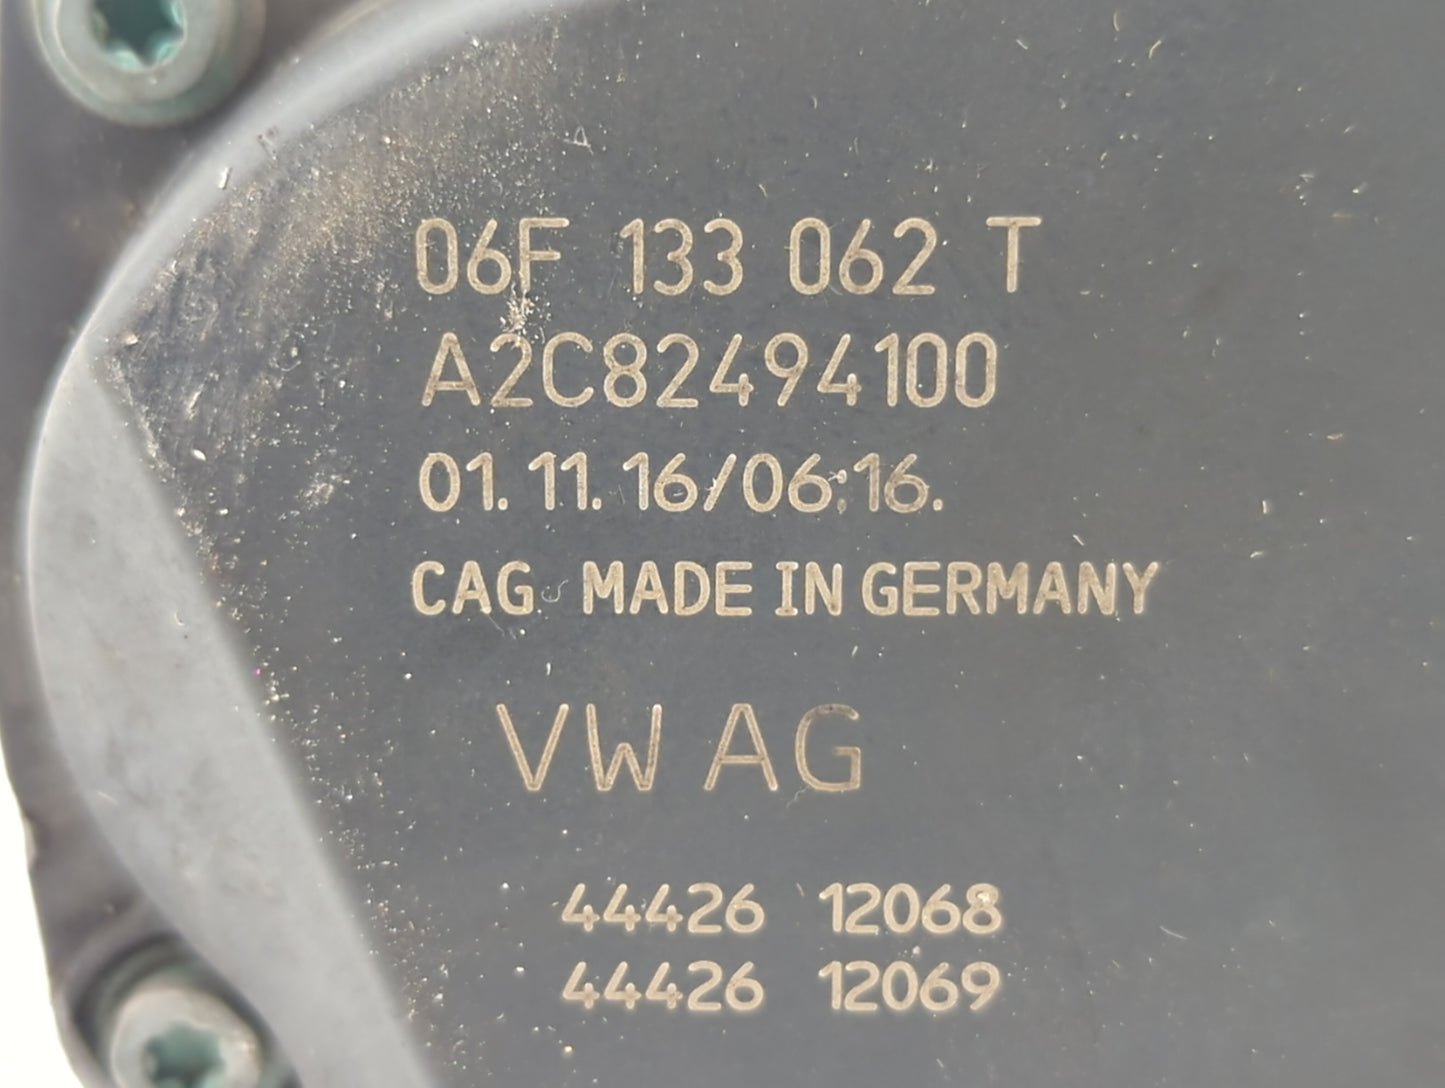 06F 133 062 T
A2C82494100
01.11.16/06:16.
CAG MADE IN GERMANY
VW AG
44426 12068
44426 12069